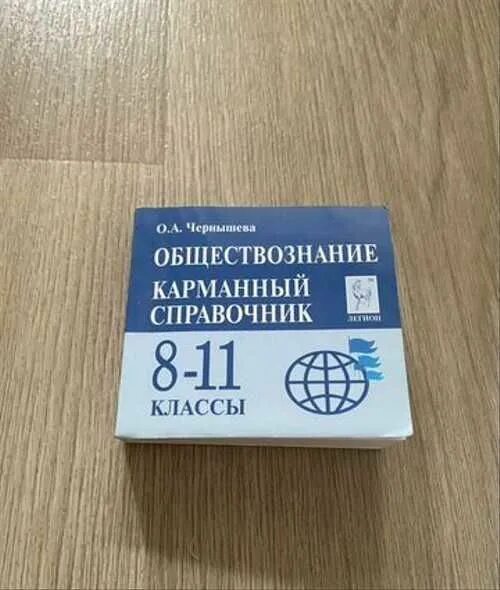 О.А. Чернышева
ОБЩЕСТВОЗНАНИЕ
КАРМАННЫЙ
СПРАВОЧНИК
ЛЕГИОН
8-11
КЛАССЫ